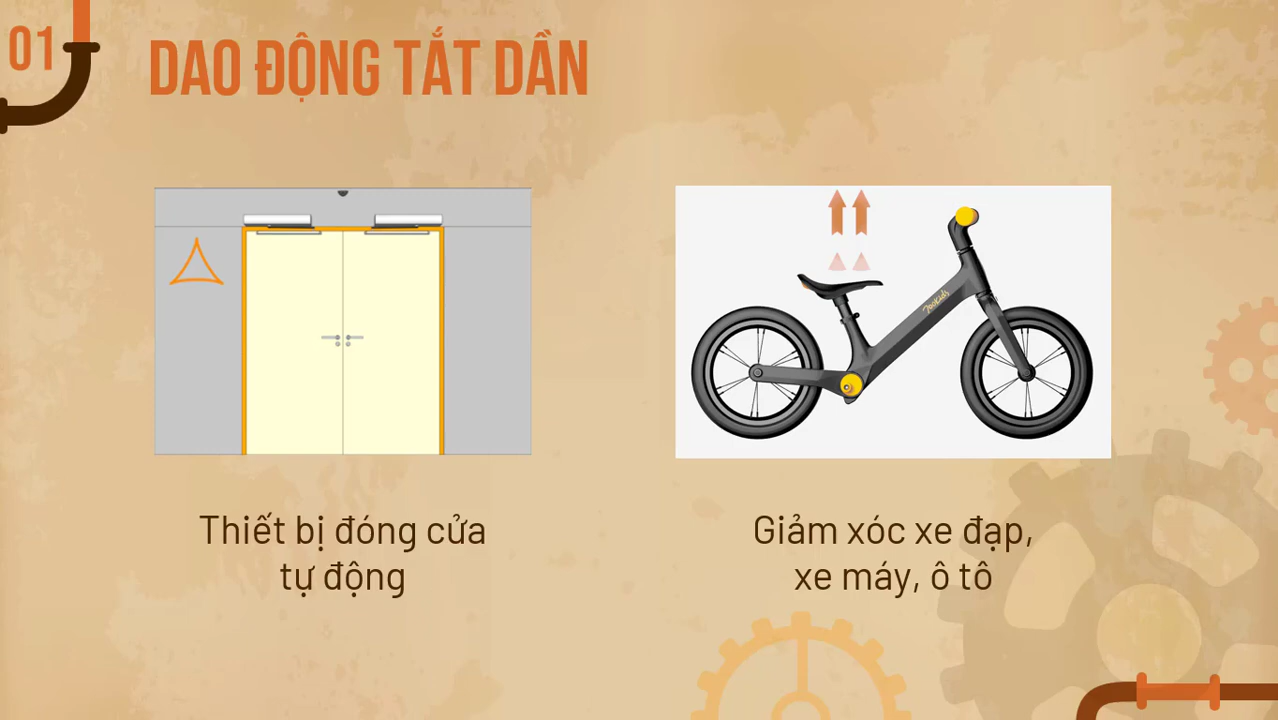 01
DAO ĐỘNG TẮT DẦN
Thiết bị đóng cửa
tự động
Giảm xóc xe đạp,
xe máy, ô tô